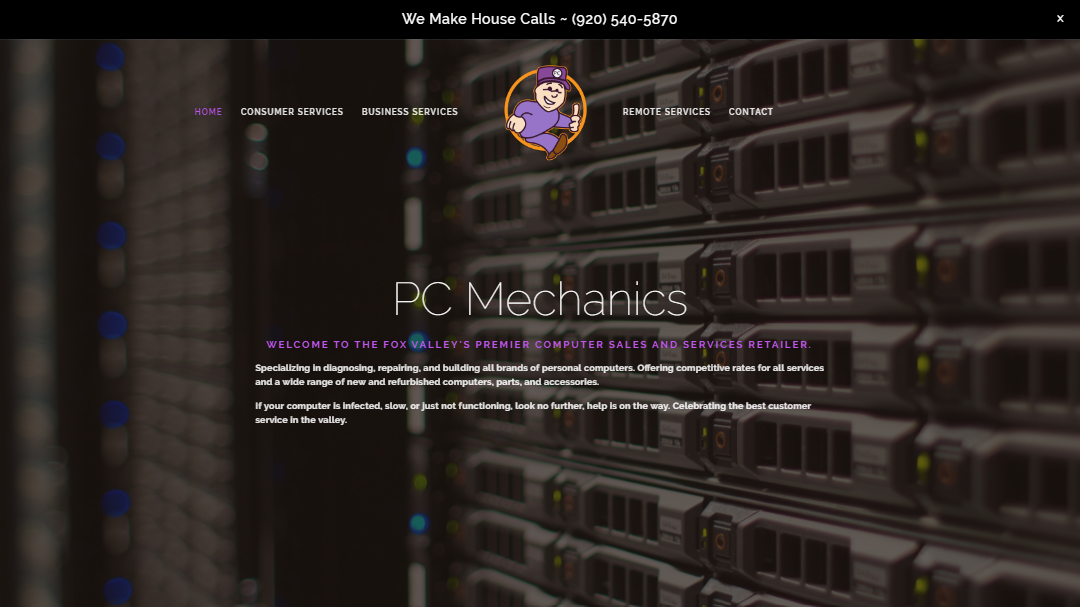 We Make House Calls ~ (920) 540-5870
x
HOME CONSUMER SERVICES BUSINESS SERVICES REMOTE SERVICES CONTACT
PC
PC Mechanics
WELCOME TO THE FOX VALLEY'S PREMIER COMPUTER SALES AND SERVICES RETAILER.
Specializing in diagnosing, repairing, and building all brands of personal computers. Offering competitive rates for all services
and a wide range of new and refurbished computers, parts, and accessories.
If your computer is infected, slow, or just not functioning, look no further, help is on the way. Celebrating the best customer
service in the valley.